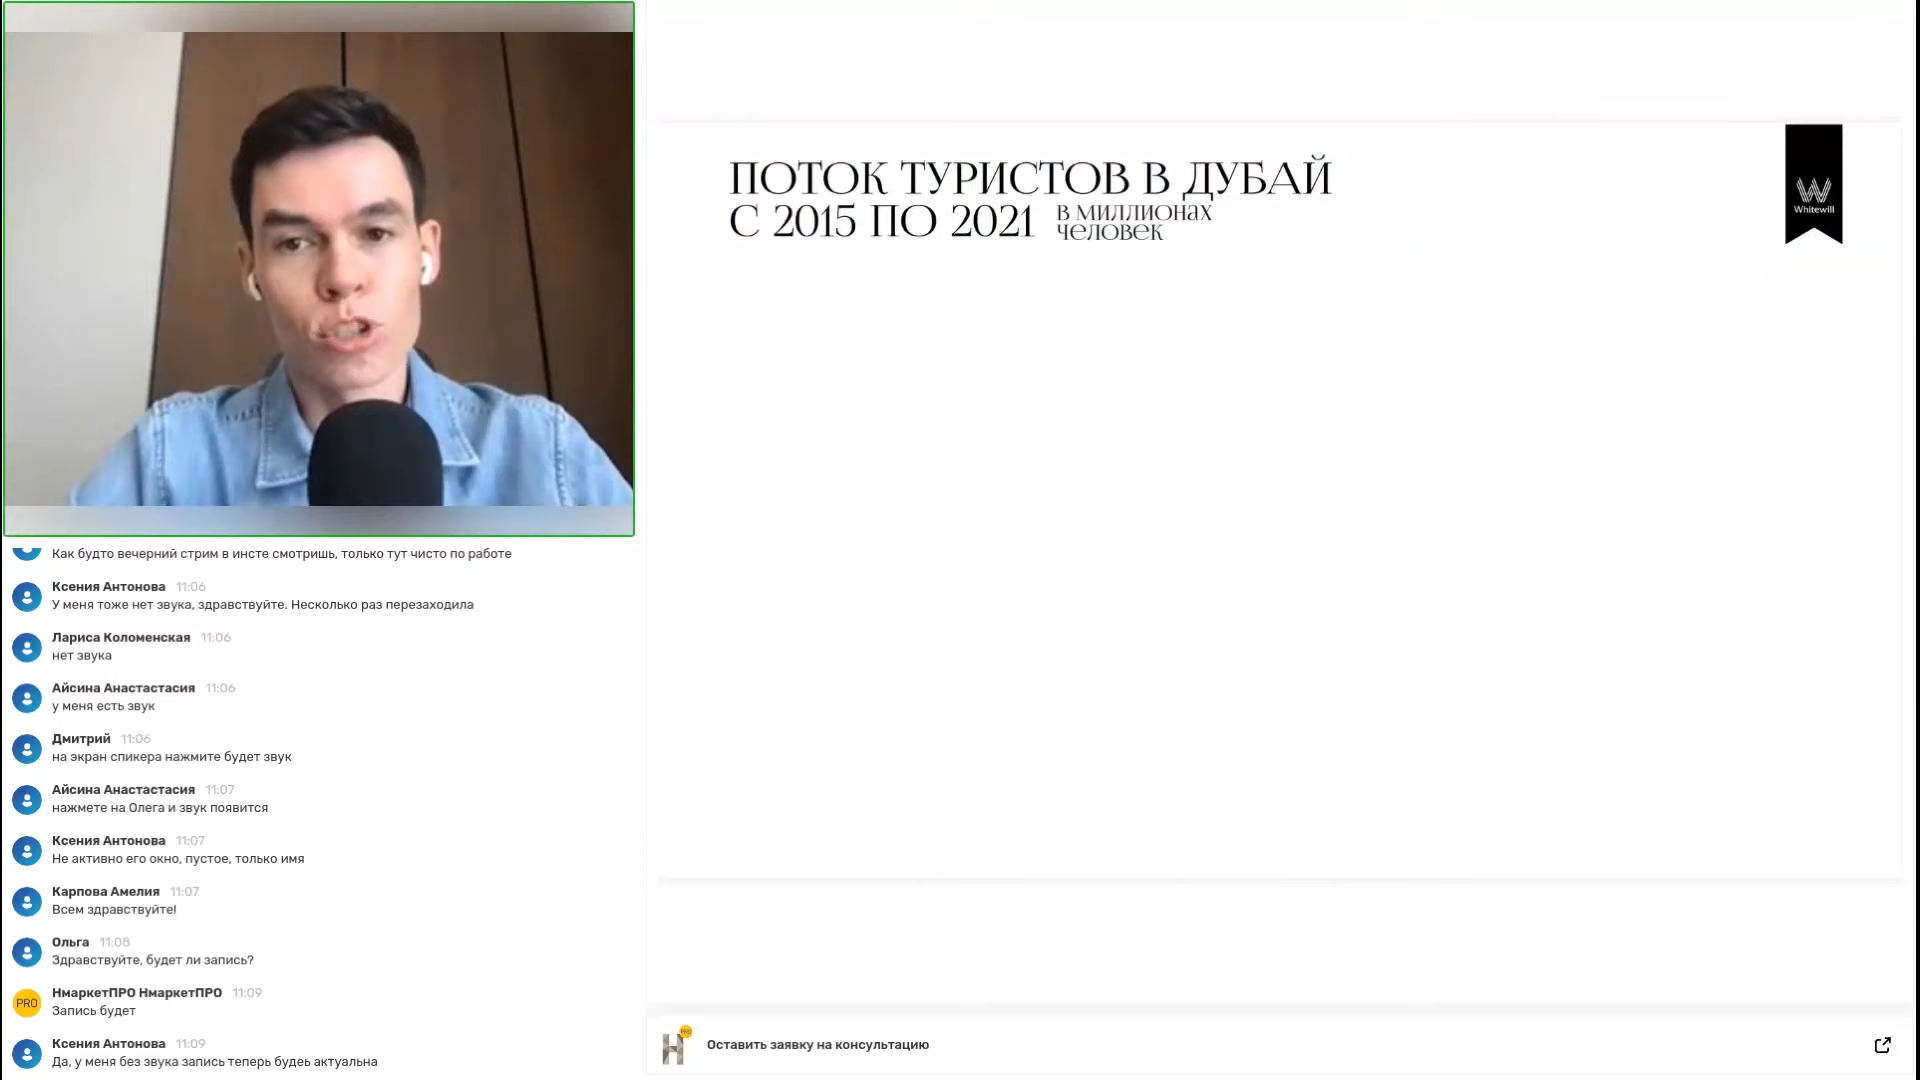 Как будто вечерний стрим в инсте смотришь, только тут чисто по работе
Ксения Антонова 11:06
У меня тоже нет звука, здравствуйте. Несколько раз перезаходила
Лариса Коломенская 11:06
нет звука
Айсина Анастастасия 11:06
у меня есть звук
Дмитрий 11:06
на экран спикера нажмите будет звук
Айсина Анастастасия 11:07
нажмете на Олега и звук появится
Ксения Антонова 11:07
Не активно его окно, пустое, только имя
Карпова Амелия 11:07
Всем здравствуйте!
Ольга 11:08
Здравствуйте, будет ли запись?
PRO
НмаркетПРО НмаркетПРО 11:09
Запись будет
Ксения Антонова 11:09
Да, у меня без звука запись теперь будеь актуальна
ПОТОК ТУРИСТОВ В ДУБАЙ
С 2015 ПО 2021
в миллионах
человек
Whitewill
PRO
Н
Оставить заявку на консультацию